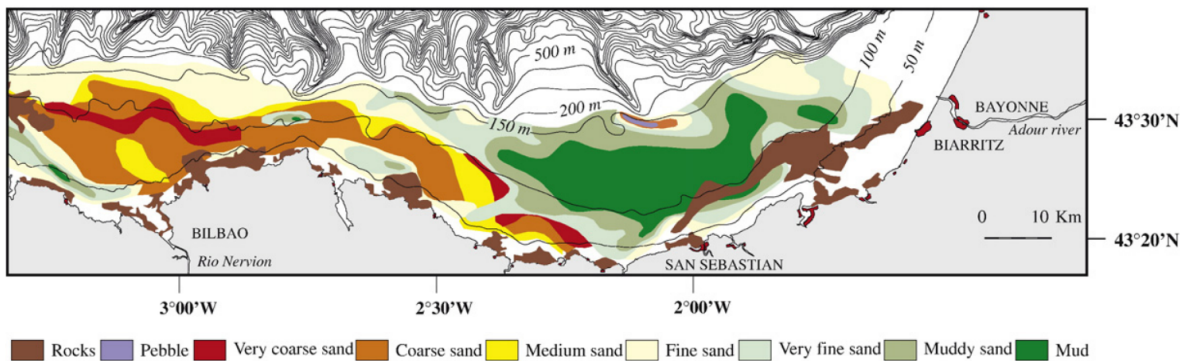 500 m
100 m
50 m
200 m
150 m
BAYONNE
Adour river
43°30'N
BIARRITZ
0 10 Km
BILBAO
Rio Nervion
SAN SEBASTIAN
43°20'N
3°00'W 2°30'W 2°00'W
Rocks Pebble Very coarse sand Coarse sand Medium sand Fine sand Very fine sand Muddy sand Mud